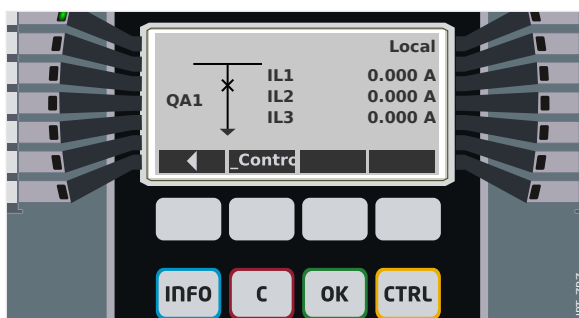 Local
IL1 0.000 A
QA1 IL2 0.000 A
IL3 0.000 A
_Contro
INFO C OK CTRL